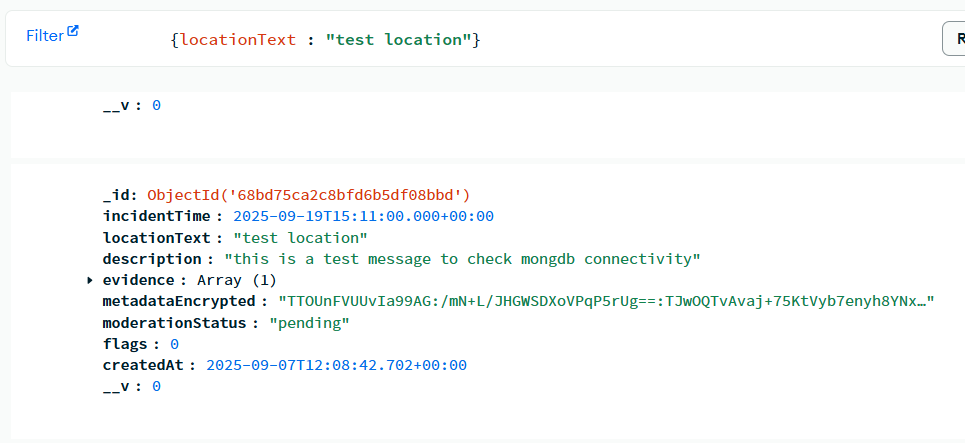 Filter
{locationText : "test location"}
R
__v : 0
_id: ObjectId('68bd75ca2c8bfd6b5df08bbd')
incidentTime : 2025-09-19T15:11:00.000+00:00
locationText : "test location"
description : "this is a test message to check mongdb connectivity"
evidence : Array (1)
metadataEncrypted : "TTOUnFVUUvIa99AG:/mN+L/JHGWSDXoVPqP5rUg==:TJwOQTvAvaj+75KtVyb7enyh8YNx…"
moderationStatus : "pending"
flags : 0
createdAt : 2025-09-07T12:08:42.702+00:00
__v : 0